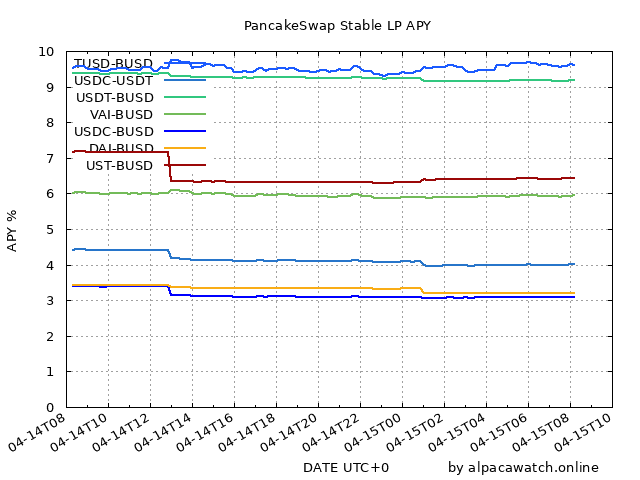 PancakeSwap Stable LP APY
10
9
8
7
6
5
4
3
2
1
0
APY %
TUSD-BUSD
USDC-USDT
USDT-BUSD
VAI-BUSD
USDC-BUSD
DAI-BUSD
UST-BUSD
04-14T08
04-14T10
04-14T12
04-14T14
04-14T16
04-14T18
04-14T20
04-14T22
04-15T00
04-15T02
04-15T04
04-15T06
04-15T08
04-15T10
DATE UTC+0
by alpacawatch.online